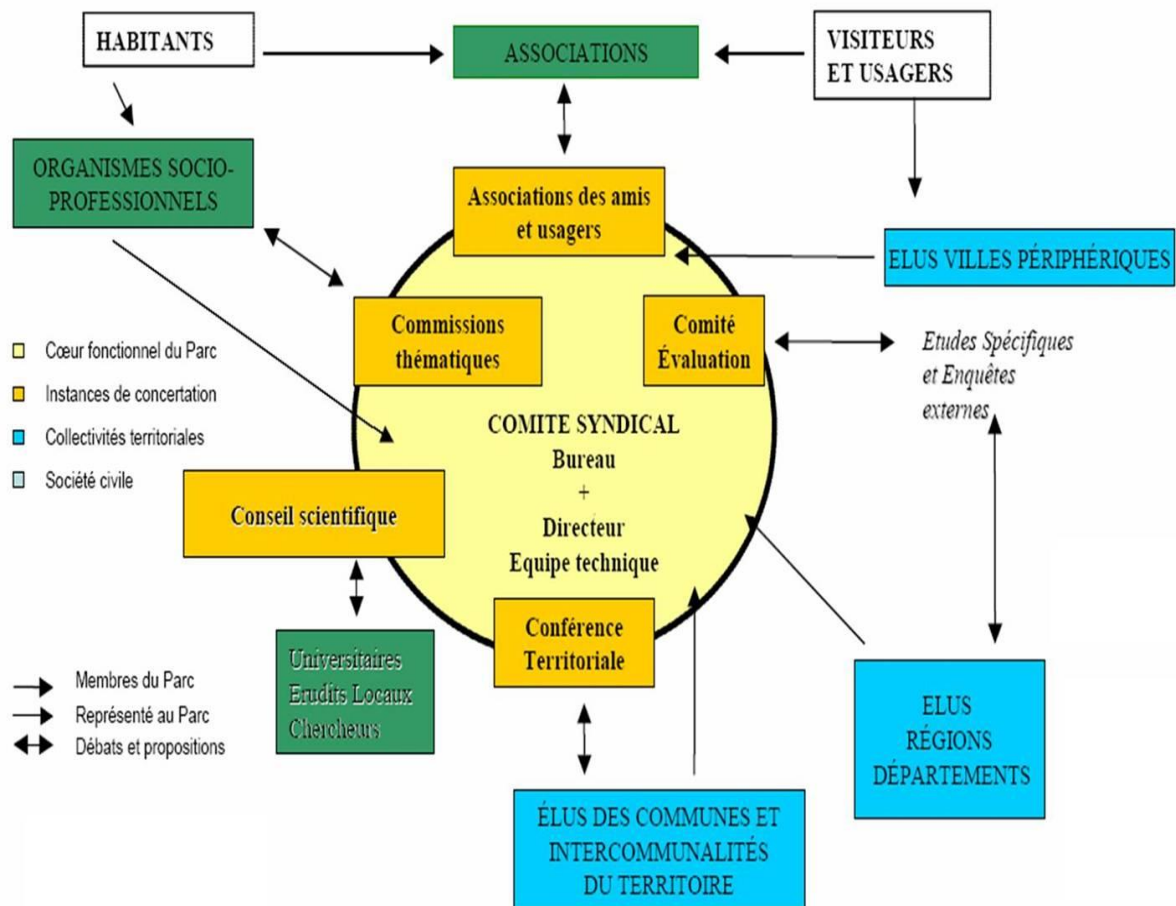 HABITANTS
ASSOCIATIONS
VISITEURS
ET USAGERS
ORGANISMES SOCIO-
PROFESSIONNELS
Associations des amis
et usagers
ELUS VILLES PÉRIPHÉRIQUES
Commissions
thématiques
Comité
Évaluation
Etudes Spécifiques
et Enquêtes
externes
Cœur fonctionnel du Parc
Instances de concertation
Collectivités territoriales
Société civile
COMITE SYNDICAL
Bureau
+
Directeur
Equipe technique
Conseil scientifique
Conférence
Territoriale
Universitaires
Erudits Locaux
Chercheurs
Membres du Parc
Représenté au Parc
Débats et propositions
ELUS
RÉGIONS
DÉPARTEMENTS
ÉLUS DES COMMUNES ET
INTERCOMMUNALITÉS
DU TERRITOIRE